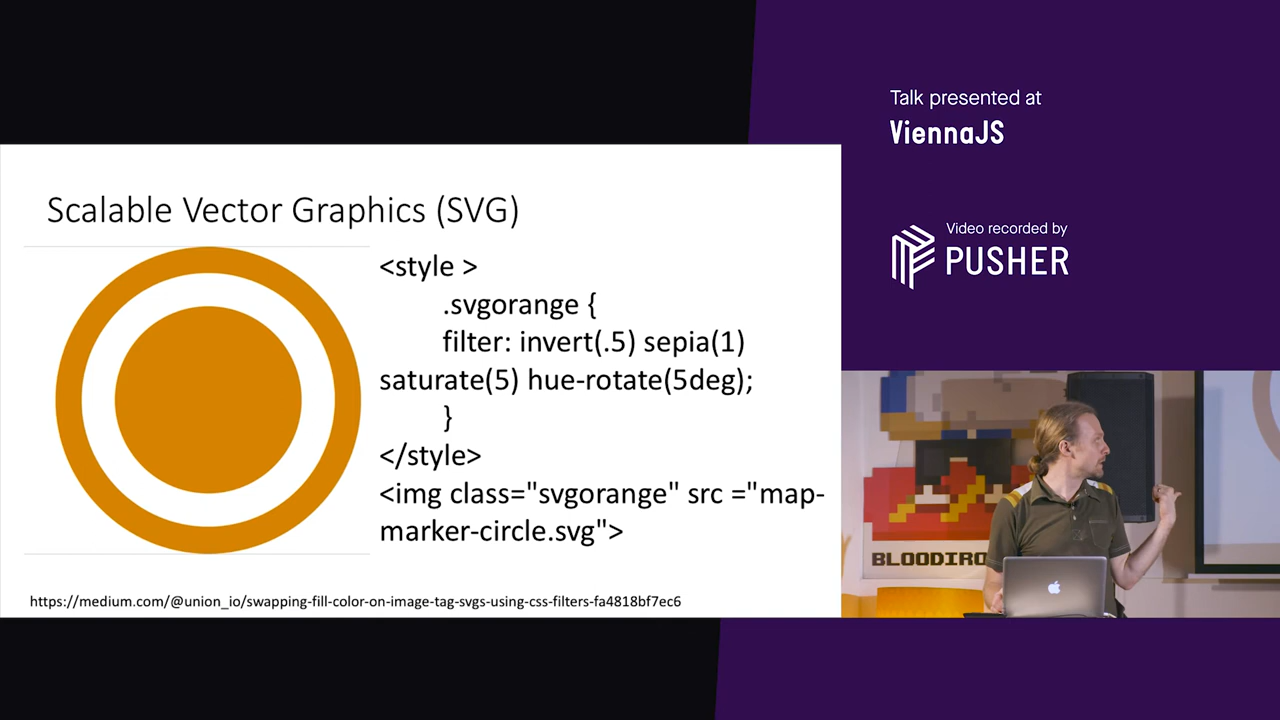 Talk presented at
ViennaJS
Video recorded by
PUSHER
Scalable Vector Graphics (SVG)
<style >
.svgorange {
filter: invert(.5) sepia(1)
saturate(5) hue-rotate(5deg);
}
</style>
<img class="svgorange" src ="map-
marker-circle.svg">
https://medium.com/@union_io/swapping-fill-color-on-image-tag-svgs-using-css-filters-fa4818bf7ec6
BLOODIRO